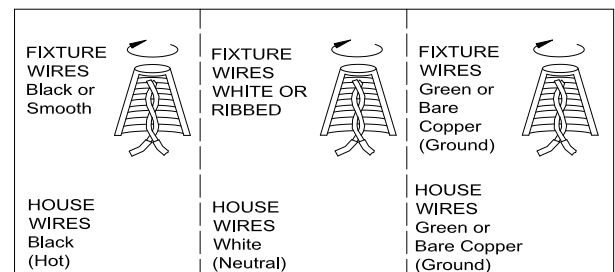 FIXTURE
WIRES
Black or
Smooth
HOUSE
WIRES
Black
(Hot)
FIXTURE
WIRES
WHITE OR
RIBBED
HOUSE
WIRES
White
(Neutral)
FIXTURE
WIRES
Green or
Bare
Copper
(Ground)
HOUSE
WIRES
Green or
Bare Copper
(Ground)